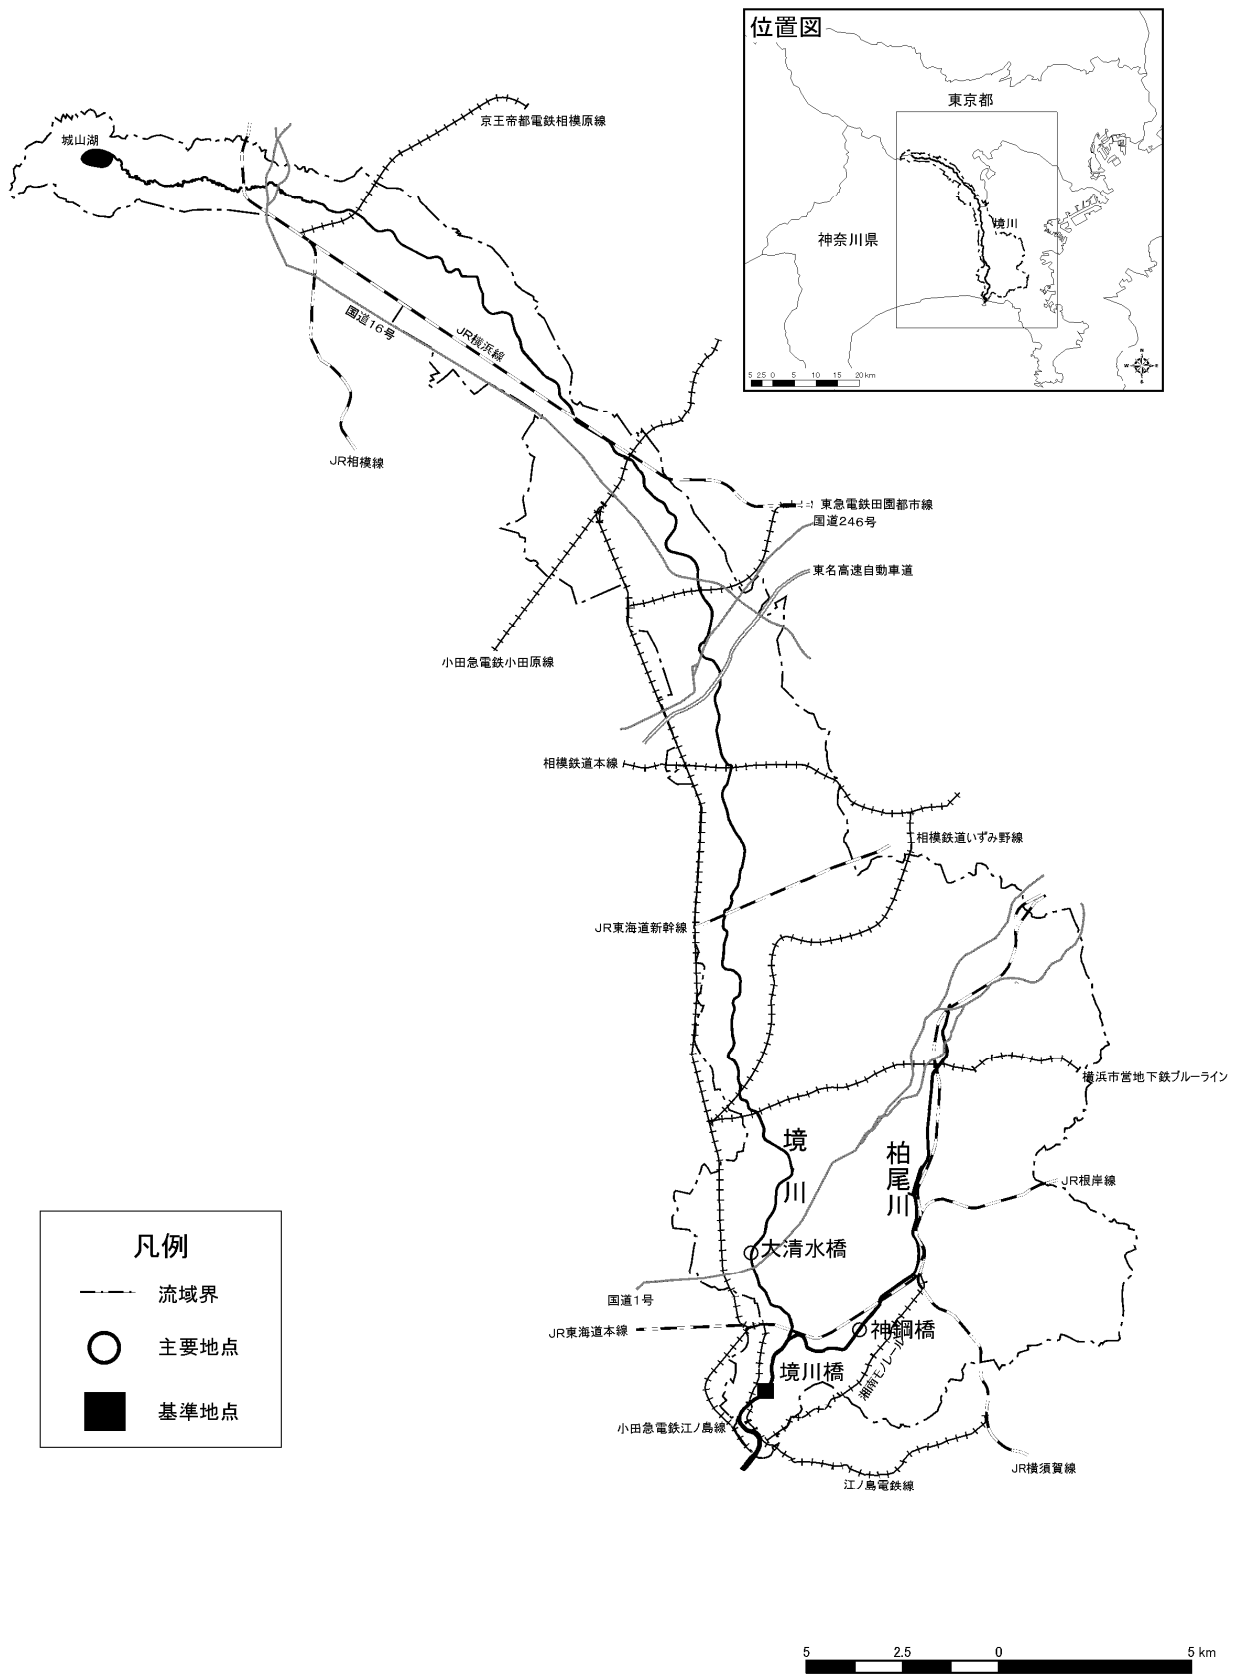 位置図
東京都
神奈川県
境川
5 2.5 0 5 10 15 20 km
N
W E
S
京王帝都電鉄相模原線
城山湖
国道16号
JR横浜線
JR相模線
東急電鉄田園都市線
国道246号
東名高速自動車道
小田急電鉄小田原線
相模鉄道本線
相模鉄道いずみ野線
JR東海道新幹線
横浜市営地下鉄ブルーライン
境川
柏尾川
JR根岸線
大清水橋
国道1号
JR東海道本線
神鋼橋
境川橋
湘南モノレール
小田急電鉄江ノ島線
JR横須賀線
江ノ島電鉄線
凡例
流域界
主要地点
基準地点
5 2.5 0 5 km